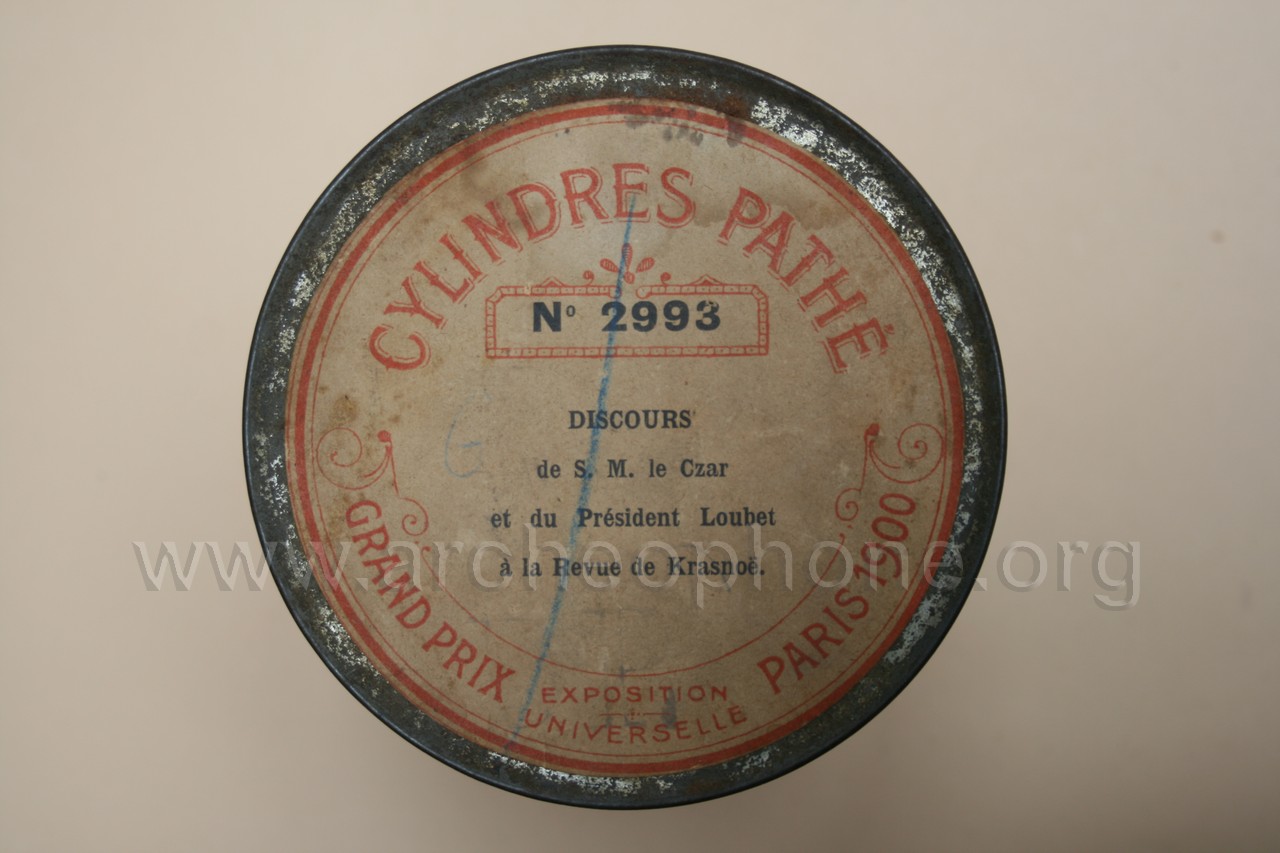 CYLINDRES PATHÉ
Nº 2993
DISCOURS
de S. M. le Czar
et du Président Loubet
à la Revue de Krasnoë.
GRAND PRIX
EXPOSITION
UNIVERSELLE
PARIS 1900
www.archeophone.org